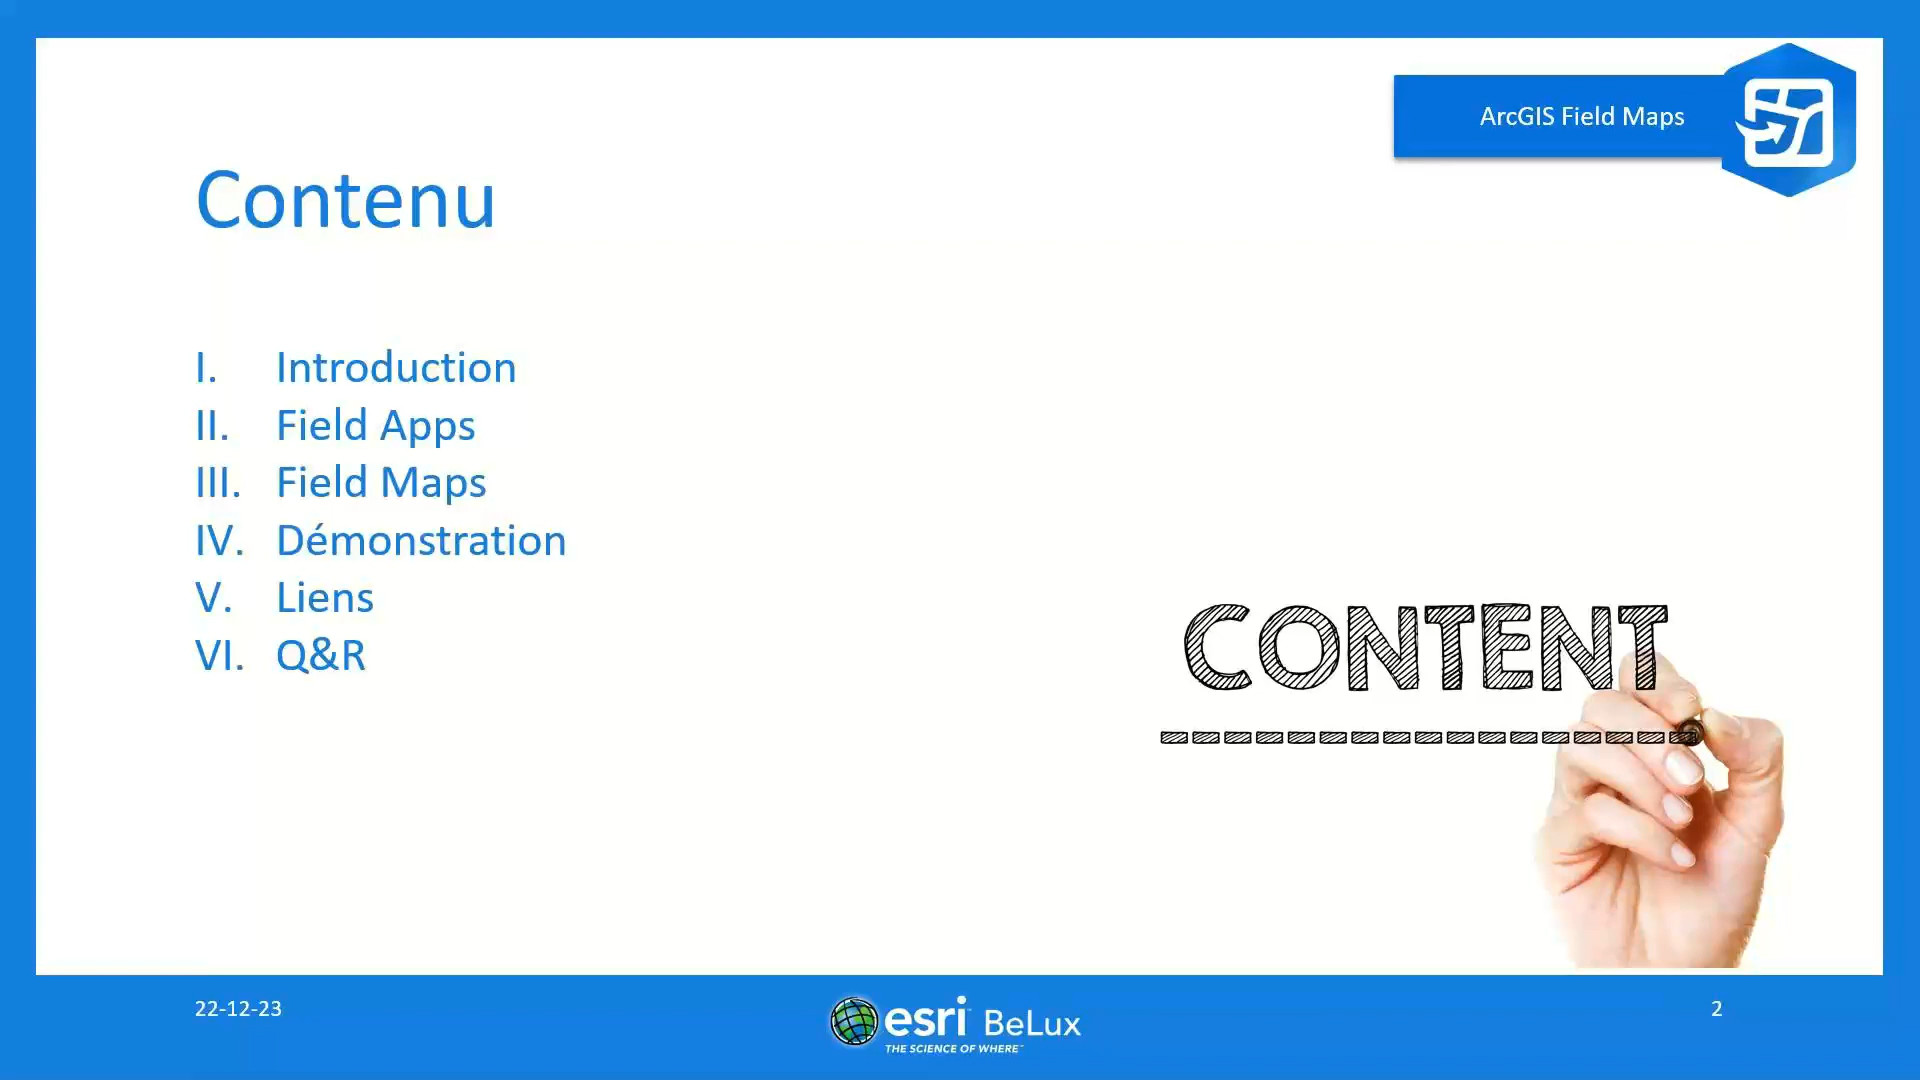 ArcGIS Field Maps
Contenu
I. Introduction
II. Field Apps
III. Field Maps
IV. Démonstration
V. Liens
VI. Q&R
CONTENT
22-12-23
esri BeLux
THE SCIENCE OF WHERE™
2